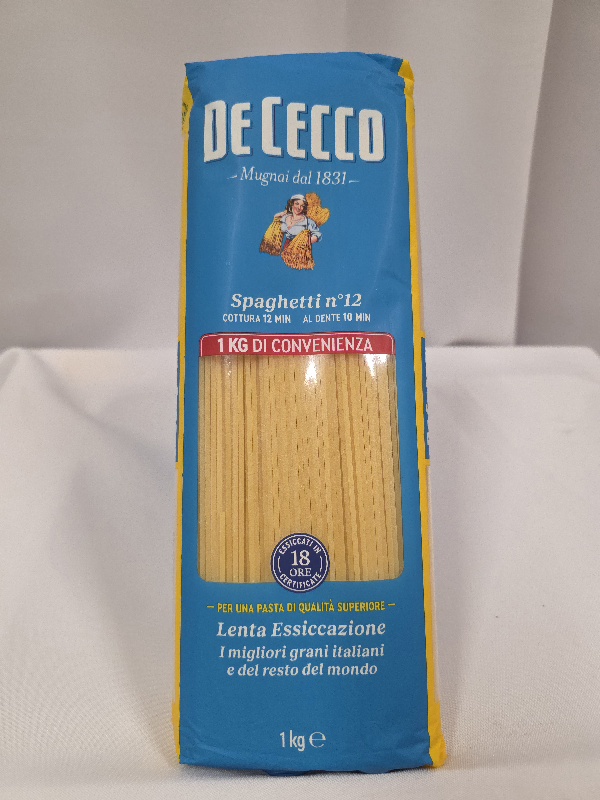 DE CECCO
Mugnai dal 1831
Spaghetti n°12
COTTURA 12 MIN AL DENTE 10 MIN
1 KG DI CONVENIENZA
ESSICCATI IN
18
ORE
CERTIFICATE
PER UNA PASTA DI QUALITÀ SUPERIORE
Lenta Essiccazione
I migliori grani italiani
e del resto del mondo
1 kg ℮